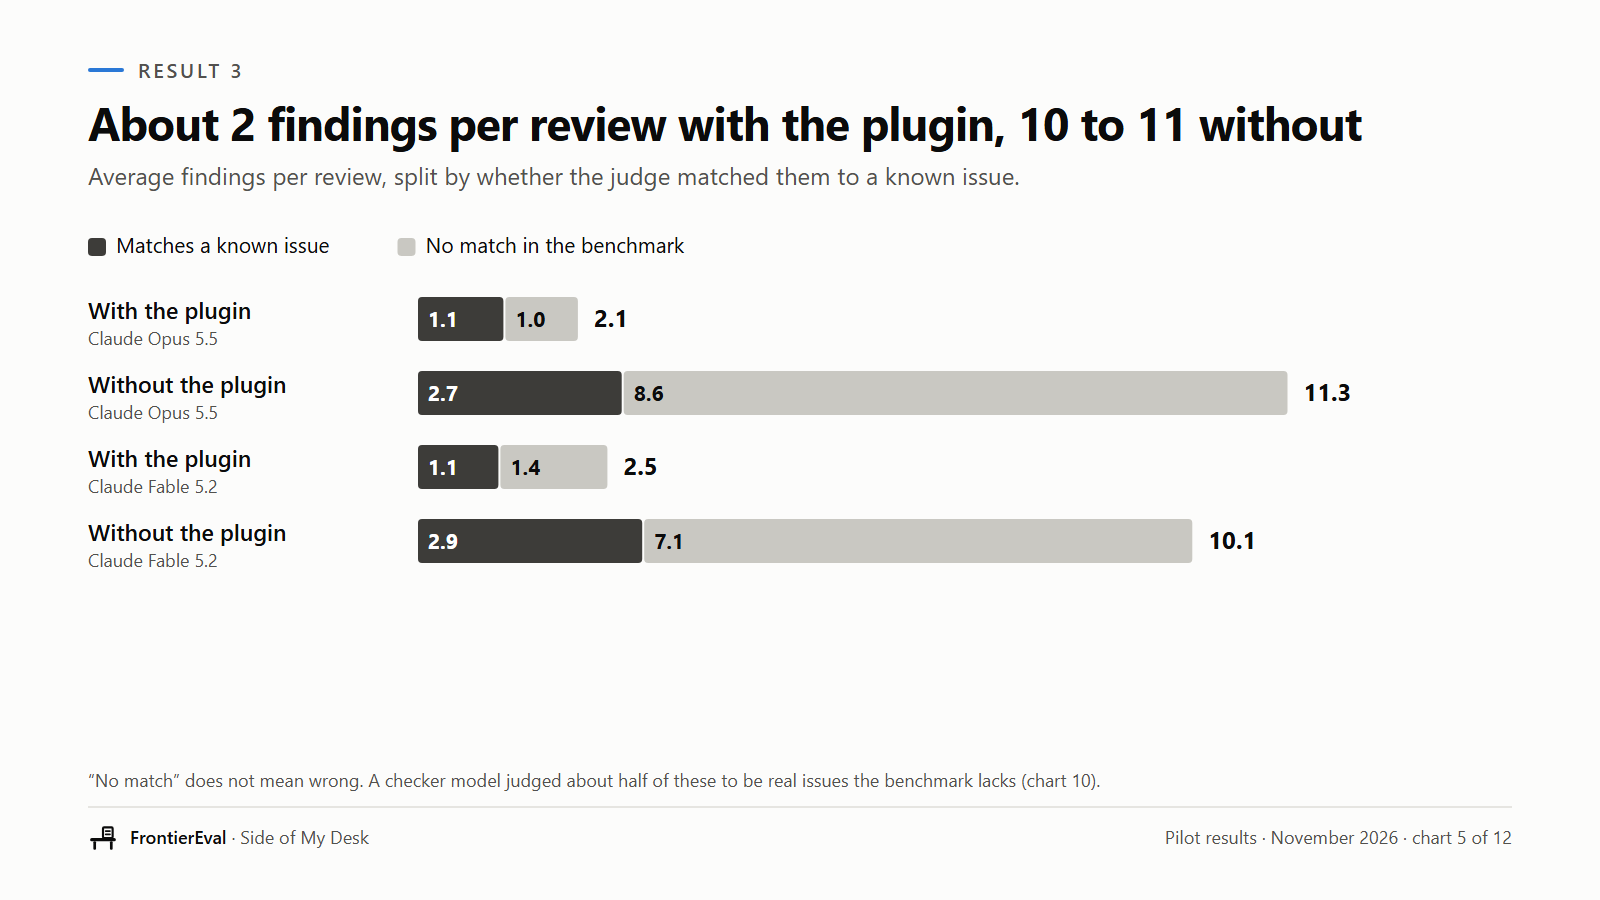 RESULT 3
About 2 findings per review with the plugin, 10 to 11 without
Average findings per review, split by whether the judge matched them to a known issue.
Matches a known issue
No match in the benchmark
With the plugin
Claude Opus 5.5
1.1
1.0
2.1
Without the plugin
Claude Opus 5.5
2.7
8.6
11.3
With the plugin
Claude Fable 5.2
1.1
1.4
2.5
Without the plugin
Claude Fable 5.2
2.9
7.1
10.1
“No match” does not mean wrong. A checker model judged about half of these to be real issues the benchmark lacks (chart 10).
FrontierEval · Side of My Desk
Pilot results · November 2026 · chart 5 of 12